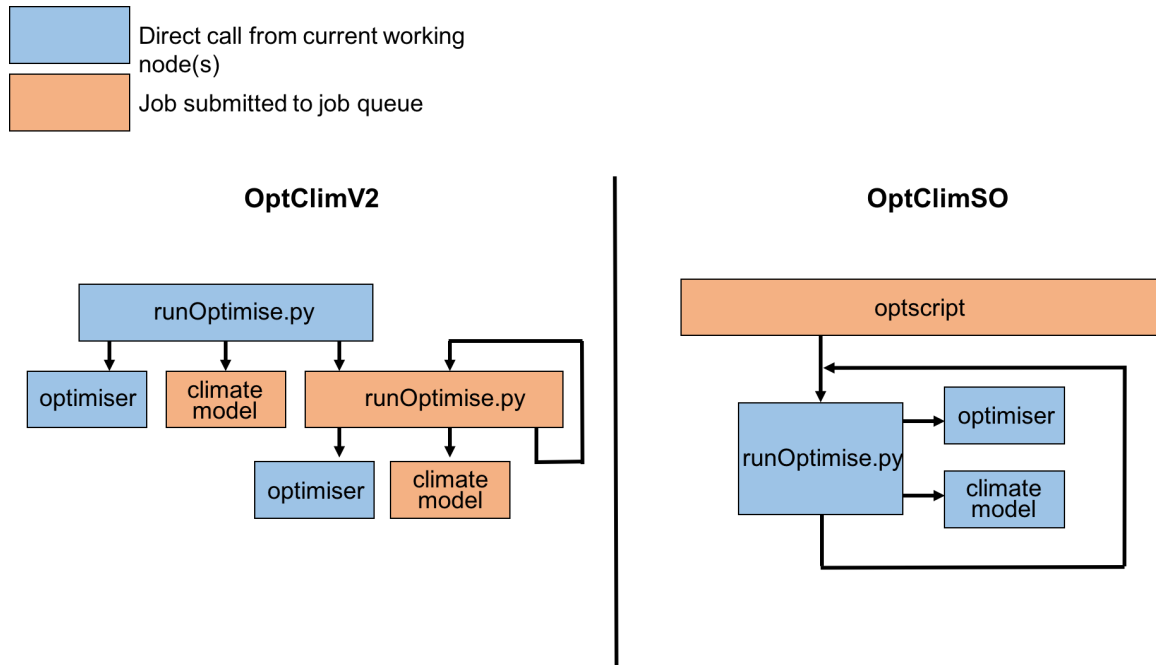 Direct call from current working
node(s)
Job submitted to job queue
OptClimV2
runOptimise.py
optimiser
climate
model
runOptimise.py
optimiser
climate
model
OptClimSO
optscript
runOptimise.py
optimiser
climate
model